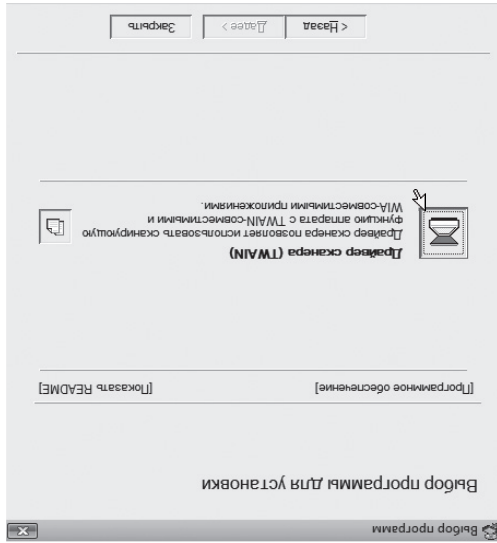 Выбор программ
Выбор программы для установки
[Программное обеспечение] [Показать README]
Драйвер сканера (TWAIN)
Драйвер сканера позволяет использовать сканирующую
функцию аппарата с TWAIN-совместимыми и
WIA-совместимыми приложениями.
< Назад Далее > Закрыть